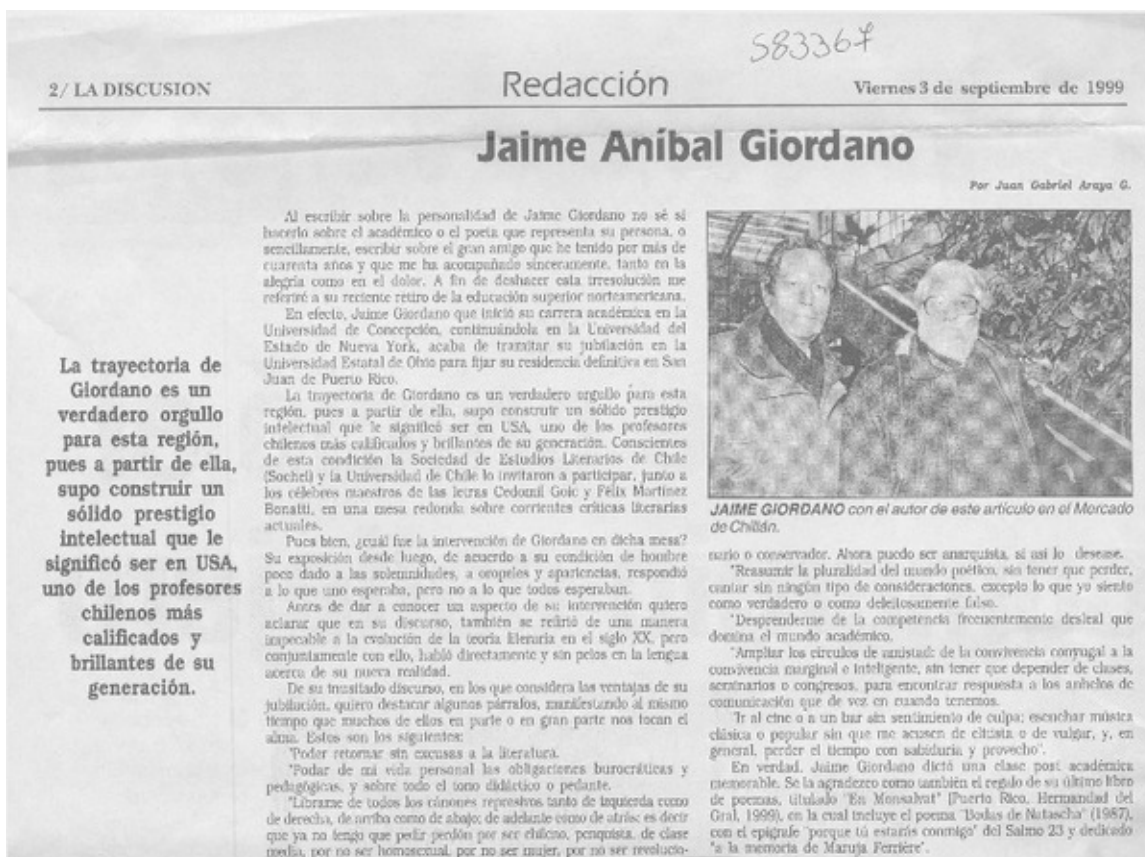 583367
2/ LA DISCUSION
Redacción
Viernes 3 de septiembre de 1999
Jaime Aníbal Giordano
Por Juan Gabriel Araya G.
La trayectoria de
Giordano es un
verdadero orgullo
para esta región,
pues a partir de ella,
supo construir un
sólido prestigio
intelectual que le
significó ser en USA,
uno de los profesores
chilenos más
calificados y
brillantes de su
generación.
Al escribir sobre la personalidad de Jaime Giordano no sé si
hacerlo sobre el académico o el poeta que representa su persona, o
sencillamente, escribir sobre el gran amigo que he tenido por más de
cuarenta años y que me ha acompañado sinceramente, tanto en la
alegría como en el dolor. A fin de deshacer esta irresolución me
referiré a su reciente retiro de la educación superior norteamericana.
En efecto, Jaime Giordano que inició su carrera académica en la
Universidad de Concepción, continuándola en la Universidad del
Estado de Nueva York, acaba de tramitar su jubilación en la
Universidad Estatal de Ohio para fijar su residencia definitiva en San
Juan de Puerto Rico.
La trayectoria de Giordano es un verdadero orgullo para esta
región, pues a partir de ella, supo construir un sólido prestigio
intelectual que le significó ser en USA, uno de los profesores
chilenos más calificados y brillantes de su generación. Conscientes
de esta condición la Sociedad de Estudios Literarios de Chile
(Sochel) y la Universidad de Chile lo invitaron a participar, junto a
los célebres maestros de las letras Cedomil Goic y Félix Martínez
Bonatti, en una mesa redonda sobre corrientes críticas literarias
actuales.
Pues bien, ¿cuál fue la intervención de Giordano en dicha mesa?
Su exposición desde luego, de acuerdo a su condición de hombre
poco dado a las solemnidades, a oropeles y apariencias, respondió
a lo que uno esperaba, pero no a lo que todos esperaban.
Antes de dar a conocer un aspecto de su intervención quiero
aclarar que en su discurso, también se refirió de una manera
impecable a la evolución de la teoría literaria en el siglo XX, pero
conjuntamente con ello, habló directamente y sin pelos en la lengua
acerca de su nueva realidad.
De su inusitado discurso, en los que considera las ventajas de su
jubilación, quiero destacar algunos párrafos, manifestando al mismo
tiempo que muchos de ellos en parte o en gran parte nos tocan el
alma. Estos son los siguientes:
"Poder retornar sin excusas a la literatura.
"Podar de mi vida personal las obligaciones burocráticas y
pedagógicas, y sobre todo el tono didáctico o pedante.
"Librarme de todos los cánones represivos tanto de izquierda como
de derecha, de arriba como de abajo; de adelante como de atrás; es decir
que ya no tengo que pedir perdón por ser chileno, penquista, de clase
media, por no ser homosexual, por no ser mujer, por no ser revolucio-
JAIME GIORDANO con el autor de este artículo en el Mercado
de Chillán.
nario o conservador. Ahora puedo ser anarquista, si así lo desease.
"Reasumir la pluralidad del mundo poético, sin tener que perder,
cantar sin ningún tipo de consideraciones, excepto lo que yo siento
como verdadero o como deleitosamente falso.
"Desprenderme de la competencia frecuentemente desleal que
domina el mundo académico.
"Ampliar los círculos de amistad: de la convivencia conyugal a la
convivencia marginal e inteligente, sin tener que depender de clases,
seminarios o congresos, para encontrar respuesta a los anhelos de
comunicación que de vez en cuando tenemos.
"Ir al cine o a un bar sin sentimiento de culpa; escuchar música
clásica o popular sin que me acusen de elitista o de vulgar, y, en
general, perder el tiempo con sabiduría y provecho".
En verdad, Jaime Giordano dictó una clase post académica
memorable. Se la agradezco como también el regalo de su último libro
de poemas, titulado "En Monsalvat" [Puerto Rico, Hermandad del
Gral, 1999), en la cual incluye el poema "Bodas de Natascha" (1987),
con el epígrafe "porque tú estarás conmigo" del Salmo 23 y dedicado
"a la memoria de Maruja Ferrière".